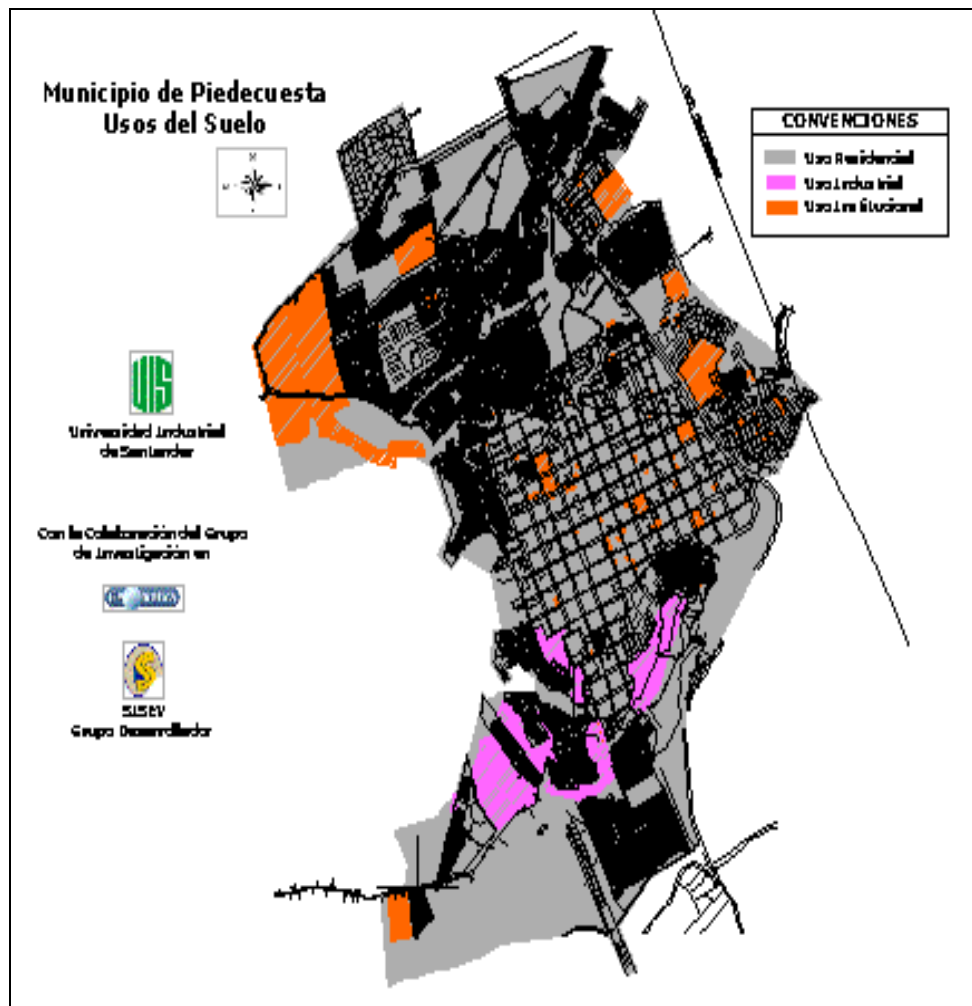 Municipio de Piedecuesta
Usos del Suelo
N
CONVENCIONES
Uso Residencial
Uso Industrial
Uso Institucional
UIS
Universidad Industrial
de Santander
Con la Colaboración del Grupo
de Investigación en
Grupo Desarrollador